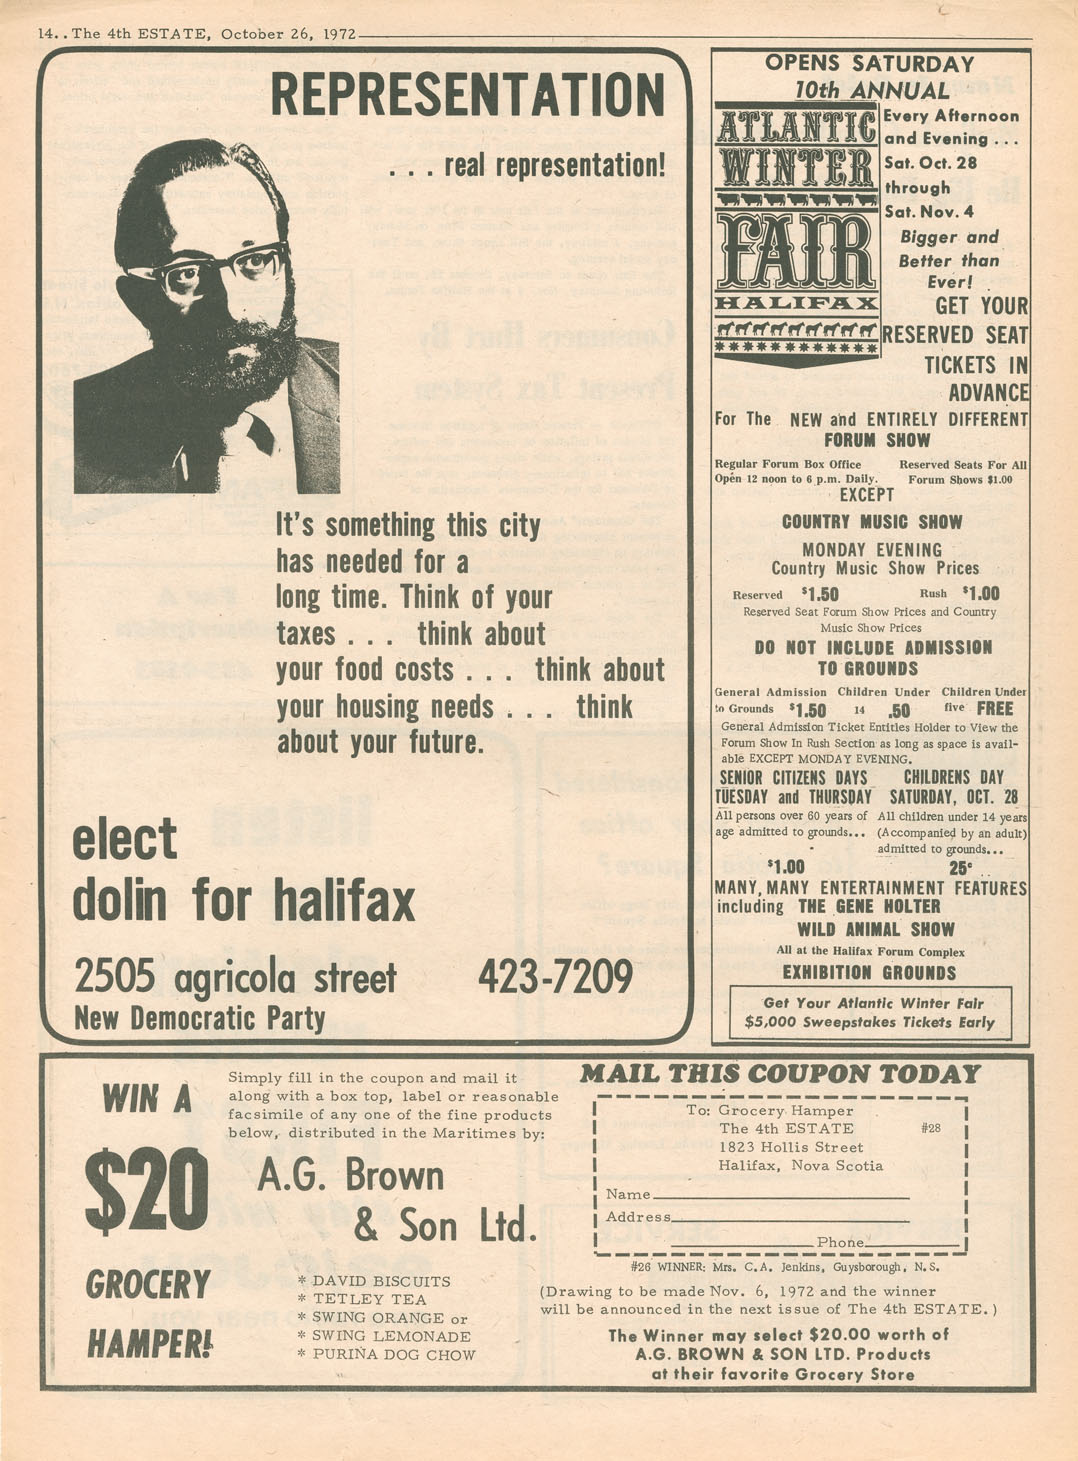 14. . The 4th ESTATE, October 26, 1972
REPRESENTATION
. . . real representation!
It's something this city
has needed for a
long time. Think of your
taxes . . . think about
your food costs . . . think about
your housing needs . . . think
about your future.
elect
dolin for halifax
2505 agricola street 423-7209
New Democratic Party
OPENS SATURDAY
10th ANNUAL
ATLANTIC
WINTER
FAIR
HALIFAX
Every Afternoon
and Evening . . .
Sat. Oct. 28
through
Sat. Nov. 4
Bigger and
Better than
Ever!
GET YOUR
RESERVED SEAT
TICKETS IN
ADVANCE
For The NEW and ENTIRELY DIFFERENT
FORUM SHOW
Regular Forum Box Office
Open 12 noon to 6 p.m. Daily.
Reserved Seats For All
Forum Shows $1.00
EXCEPT
COUNTRY MUSIC SHOW
MONDAY EVENING
Country Music Show Prices
Reserved $1.50 Rush $1.00
Reserved Seat Forum Show Prices and Country
Music Show Prices
DO NOT INCLUDE ADMISSION
TO GROUNDS
General Admission Children Under Children Under
to Grounds $1.50 14 .50 five FREE
General Admission Ticket Entitles Holder to View the
Forum Show In Rush Section as long as space is avail-
able EXCEPT MONDAY EVENING.
SENIOR CITIZENS DAYS
TUESDAY and THURSDAY
All persons over 60 years of
age admitted to grounds...
$1.00
CHILDRENS DAY
SATURDAY, OCT. 28
All children under 14 years
(Accompanied by an adult)
admitted to grounds...
25¢
MANY, MANY ENTERTAINMENT FEATURES
including THE GENE HOLTER
WILD ANIMAL SHOW
All at the Halifax Forum Complex
EXHIBITION GROUNDS
Get Your Atlantic Winter Fair
$5,000 Sweepstakes Tickets Early
WIN A
$20
GROCERY
HAMPER!
Simply fill in the coupon and mail it
along with a box top, label or reasonable
facsimile of any one of the fine products
below, distributed in the Maritimes by:
A.G. Brown
& Son Ltd.
* DAVID BISCUITS
* TETLEY TEA
* SWING ORANGE or
* SWING LEMONADE
* PURINA DOG CHOW
MAIL THIS COUPON TODAY
To: Grocery Hamper
The 4th ESTATE #28
1823 Hollis Street
Halifax, Nova Scotia
Name
Address
Phone
#26 WINNER: Mrs. C.A. Jenkins, Guysborough, N.S.
(Drawing to be made Nov. 6, 1972 and the winner
will be announced in the next issue of The 4th ESTATE.)
The Winner may select $20.00 worth of
A.G. BROWN & SON LTD. Products
at their favorite Grocery Store